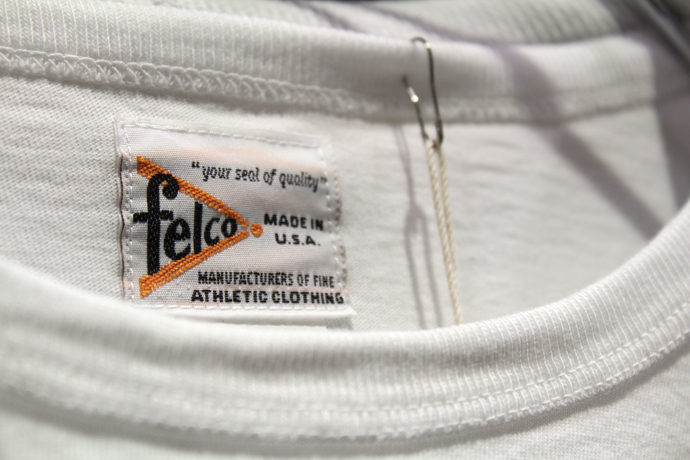 "your seal of quality"
felco
MADE IN
U.S.A.
MANUFACTURERS OF FINE
ATHLETIC CLOTHING